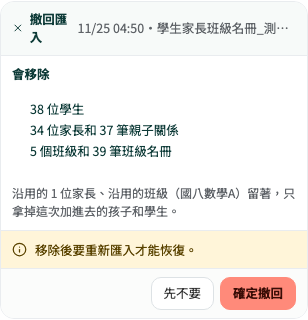 撤回匯入
11/25 04:50・學生家長班級名冊_測…
會移除
38 位學生
34 位家長和 37 筆親子關係
5 個班級和 39 筆班級名冊
沿用的 1 位家長、沿用的班級（國八數學A）留著，只
拿掉這次加進去的孩子和學生。
移除後要重新匯入才能恢復。
先不要
確定撤回